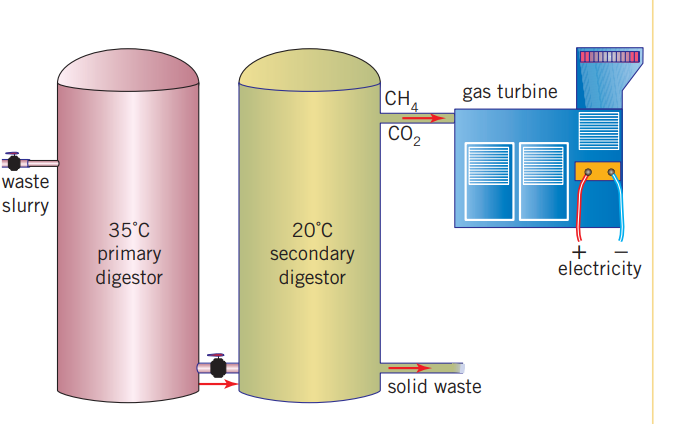 waste
slurry
35°C
primary
digestor
20°C
secondary
digestor
CH₄
CO₂
gas turbine
+ −
electricity
solid waste